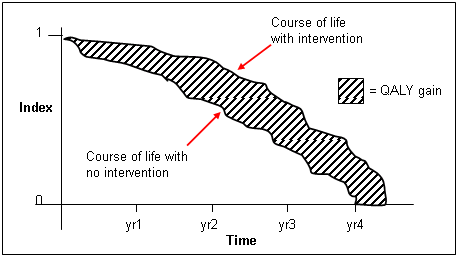 Course of life
with intervention
1
= QALY gain
Index
Course of life with
no intervention
0
yr1 yr2 yr3 yr4
Time